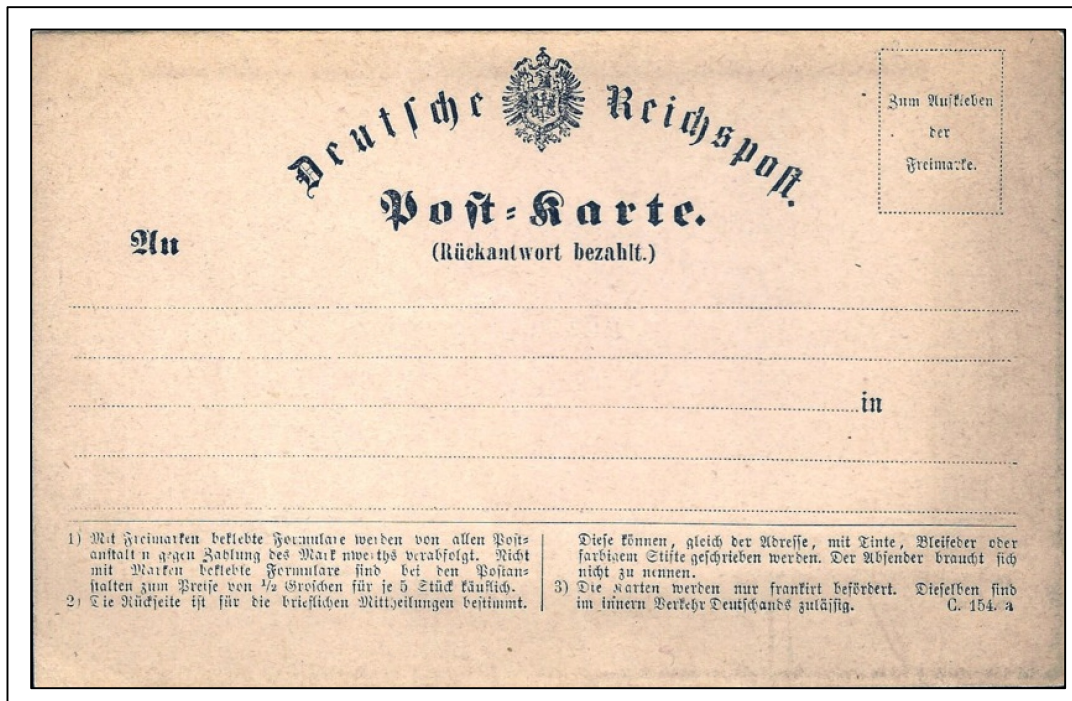 Deutsche Reichspost.
Zum Aufkleben
der
Freimarke.
Post-Karte.
(Rückantwort bezahlt.)
An
in
1) Mit Freimarken beklebte Formulare werden von allen Post-
anstalt n gegen Zahlung des Mark nwerths verabfolgt. Nicht
mit Marken beklebte Formulare sind bei den Postan-
stalten zum Preise von 1/2 Groschen für je 5 Stück käuflich.
2) Die Rückseite ist für die brieflichen Mittheilungen bestimmt.
Diese können, gleich der Adresse, mit Tinte, Bleifeder oder
farbigem Stifte geschrieben werden. Der Absender braucht sich
nicht zu nennen.
3) Die Karten werden nur frankirt befördert. Dieselben sind
im innern Verkehr Deutschands zulässig. C. 154. a